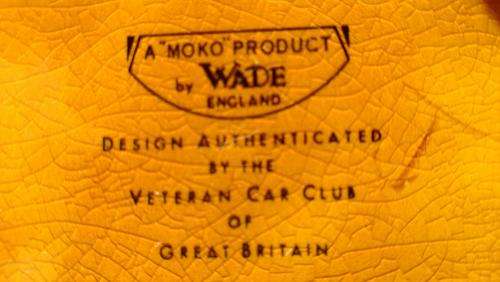 A "MOKO" PRODUCT
by WADE
ENGLAND
DESIGN AUTHENTICATED
BY THE
VETERAN CAR CLUB
OF
GREAT BRITAIN